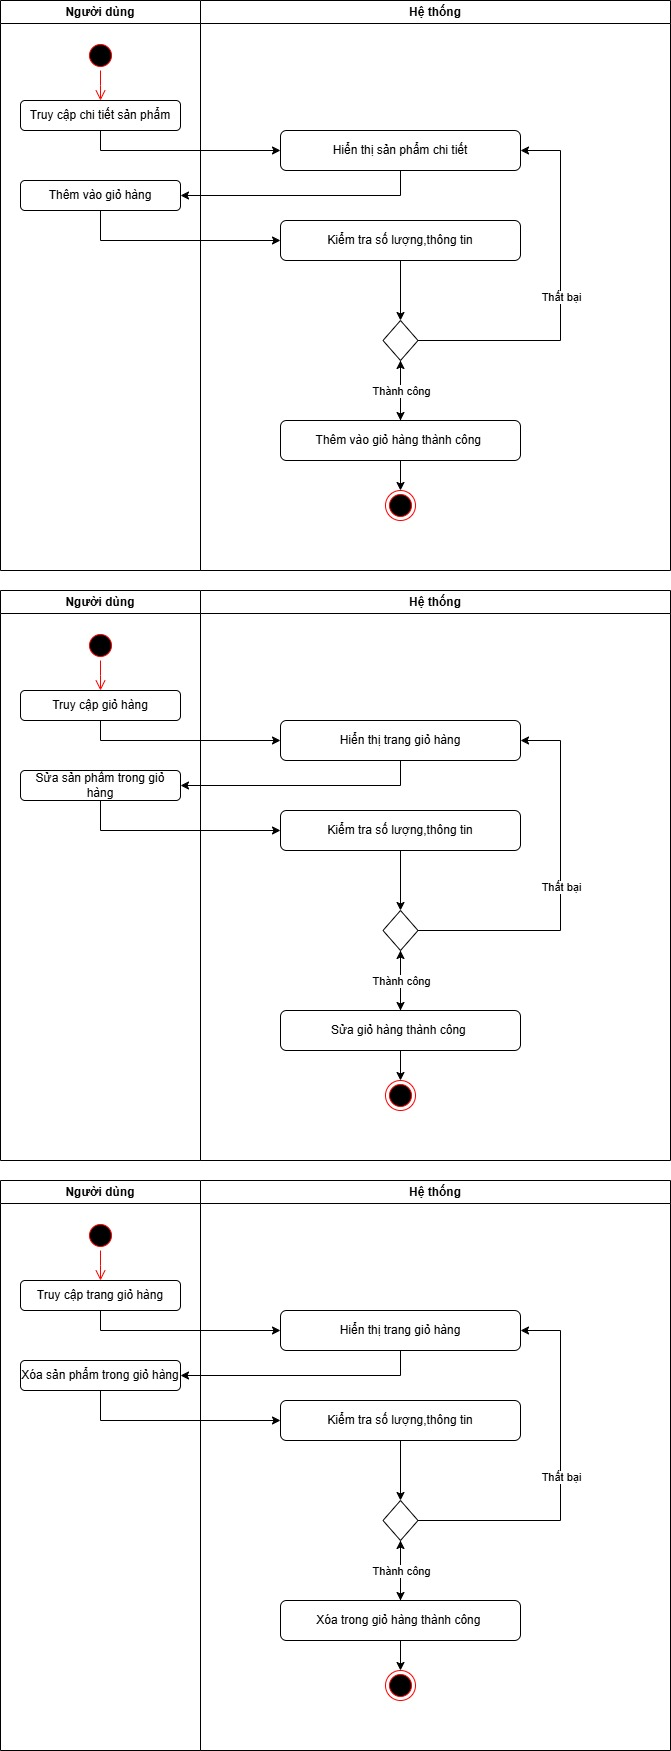 Người dùng
Hệ thống
Truy cập chi tiết sản phẩm
Hiển thị sản phẩm chi tiết
Thêm vào giỏ hàng
Kiểm tra số lượng,thông tin
Thất bại
Thành công
Thêm vào giỏ hàng thành công
Người dùng
Hệ thống
Truy cập giỏ hàng
Hiển thị trang giỏ hàng
Sửa sản phẩm trong giỏ
hàng
Kiểm tra số lượng,thông tin
Thất bại
Thành công
Sửa giỏ hàng thành công
Người dùng
Hệ thống
Truy cập trang giỏ hàng
Hiển thị trang giỏ hàng
Xóa sản phẩm trong giỏ hàng
Kiểm tra số lượng,thông tin
Thất bại
Thành công
Xóa trong giỏ hàng thành công